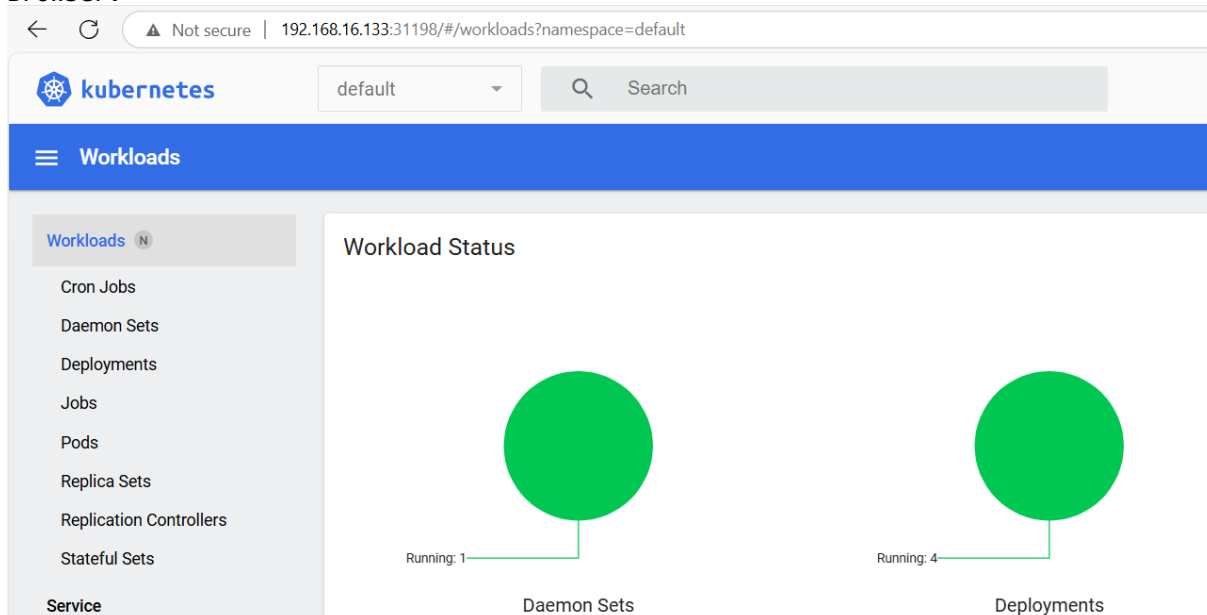 Not secure | 192.168.16.133:31198/#/workloads?namespace=default
kubernetes
default
Search
Workloads
Workloads N
Cron Jobs
Daemon Sets
Deployments
Jobs
Pods
Replica Sets
Replication Controllers
Stateful Sets
Service
Workload Status
Running: 1
Daemon Sets
Running: 4
Deployments